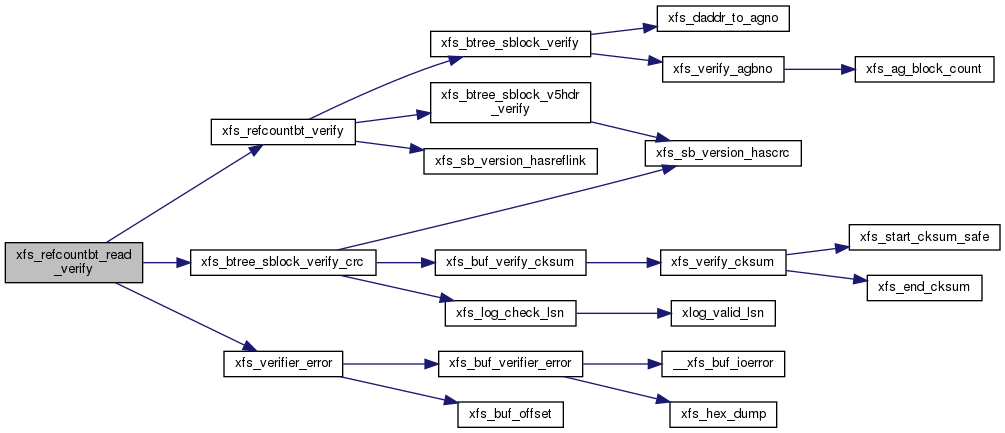 xfs_daddr_to_agno
xfs_btree_sblock_verify
xfs_verify_agbno
xfs_ag_block_count
xfs_btree_sblock_v5hdr
_verify
xfs_refcountbt_verify
xfs_sb_version_hascrc
xfs_sb_version_hasreflink
xfs_start_cksum_safe
xfs_refcountbt_read
_verify
xfs_btree_sblock_verify_crc
xfs_buf_verify_cksum
xfs_verify_cksum
xfs_end_cksum
xfs_log_check_lsn
xlog_valid_lsn
xfs_verifier_error
xfs_buf_verifier_error
__xfs_buf_ioerror
xfs_buf_offset
xfs_hex_dump